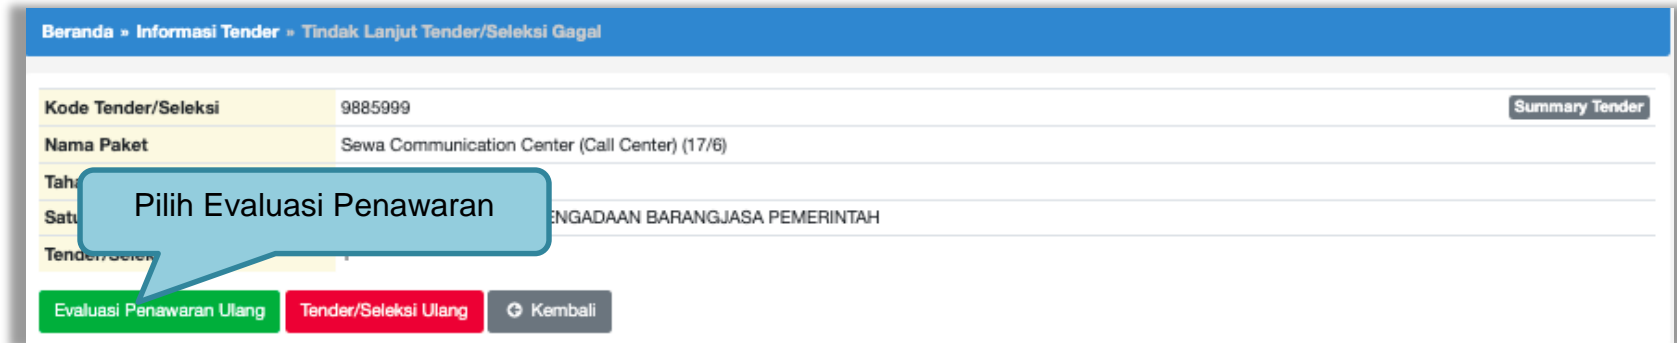 Beranda » Informasi Tender » Tindak Lanjut Tender/Seleksi Gagal
Kode Tender/Seleksi 9885999 Summary Tender
Nama Paket Sewa Communication Center (Call Center) (17/6)
Pilih Evaluasi Penawaran
BARANGJASA PEMERINTAH
Evaluasi Penawaran Ulang Tender/Seleksi Ulang Kembali